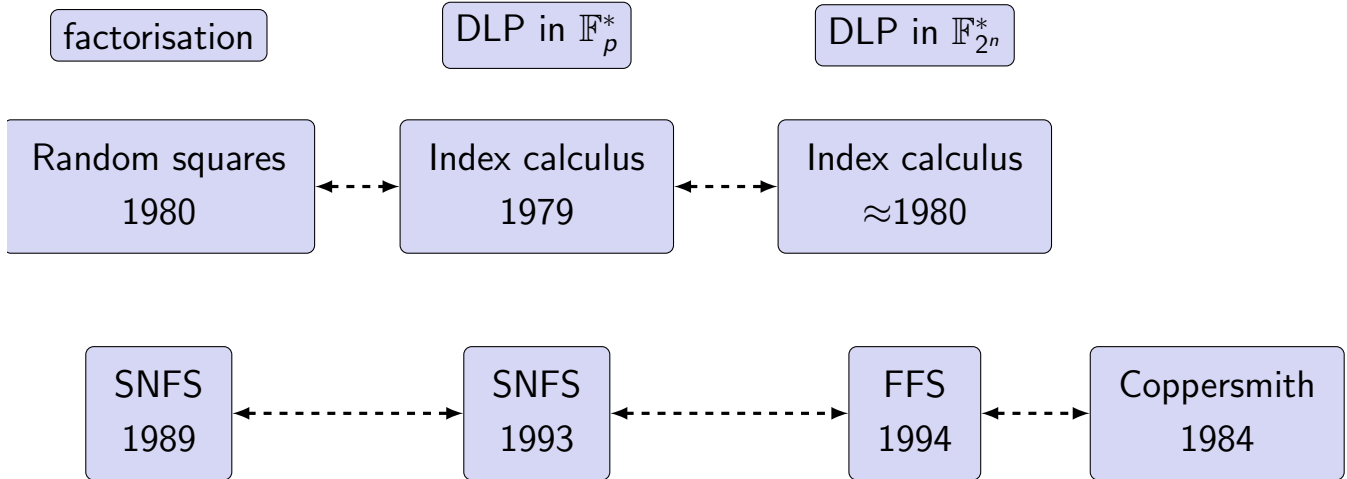 factorisation
DLP in 𝔽*ₚ
DLP in 𝔽*₂ⁿ
Random squares
1980
Index calculus
1979
Index calculus
≈1980
SNFS
1989
SNFS
1993
FFS
1994
Coppersmith
1984